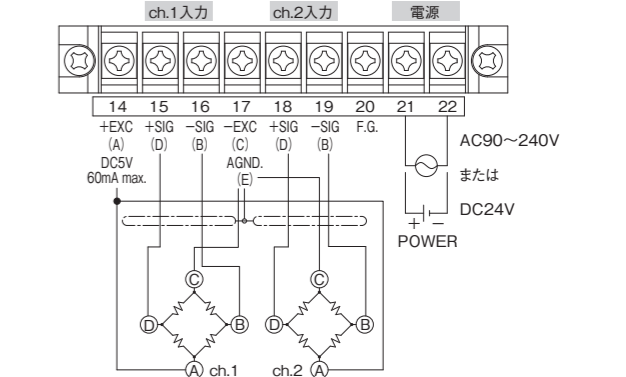 ch.1入力 ch.2入力 電源
14 15 16 17 18 19 20 21 22
+EXC +SIG −SIG −EXC +SIG −SIG F.G.
(A) (D) (B) (C) (D) (B)
DC5V AGND.
60mA max. (E)
AC90〜240V
または
DC24V
+ −
POWER
C C
D B D B
A ch.1 ch.2 A